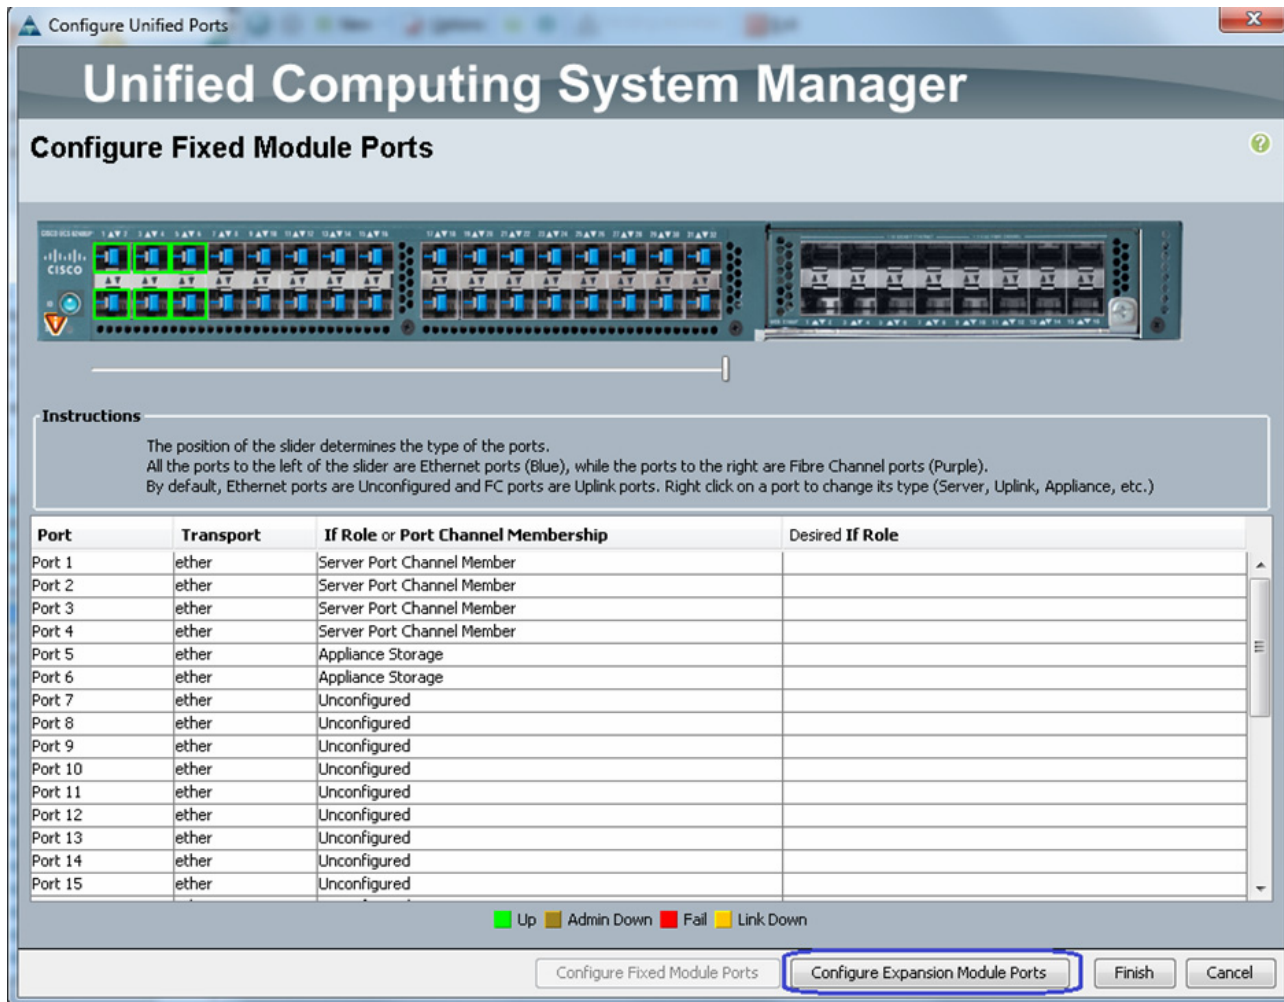 Configure Unified Ports
Unified Computing System Manager
Configure Fixed Module Ports
CISCO
Instructions
The position of the slider determines the type of the ports.
All the ports to the left of the slider are Ethernet ports (Blue), while the ports to the right are Fibre Channel ports (Purple).
By default, Ethernet ports are Unconfigured and FC ports are Uplink ports. Right click on a port to change its type (Server, Uplink, Appliance, etc.)
Port Transport If Role or Port Channel Membership Desired If Role
Port 1 ether Server Port Channel Member
Port 2 ether Server Port Channel Member
Port 3 ether Server Port Channel Member
Port 4 ether Server Port Channel Member
Port 5 ether Appliance Storage
Port 6 ether Appliance Storage
Port 7 ether Unconfigured
Port 8 ether Unconfigured
Port 9 ether Unconfigured
Port 10 ether Unconfigured
Port 11 ether Unconfigured
Port 12 ether Unconfigured
Port 13 ether Unconfigured
Port 14 ether Unconfigured
Port 15 ether Unconfigured
Up Admin Down Fail Link Down
Configure Fixed Module Ports Configure Expansion Module Ports Finish Cancel